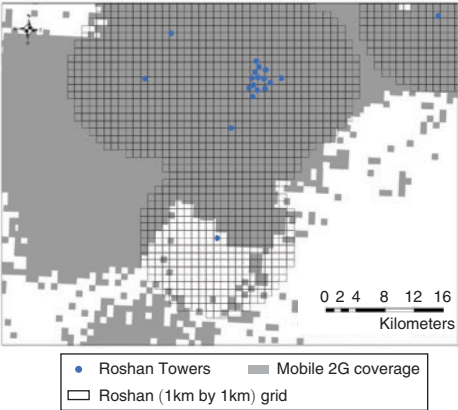 0 2 4 8 12 16
Kilometers
Roshan Towers
Mobile 2G coverage
Roshan (1km by 1km) grid